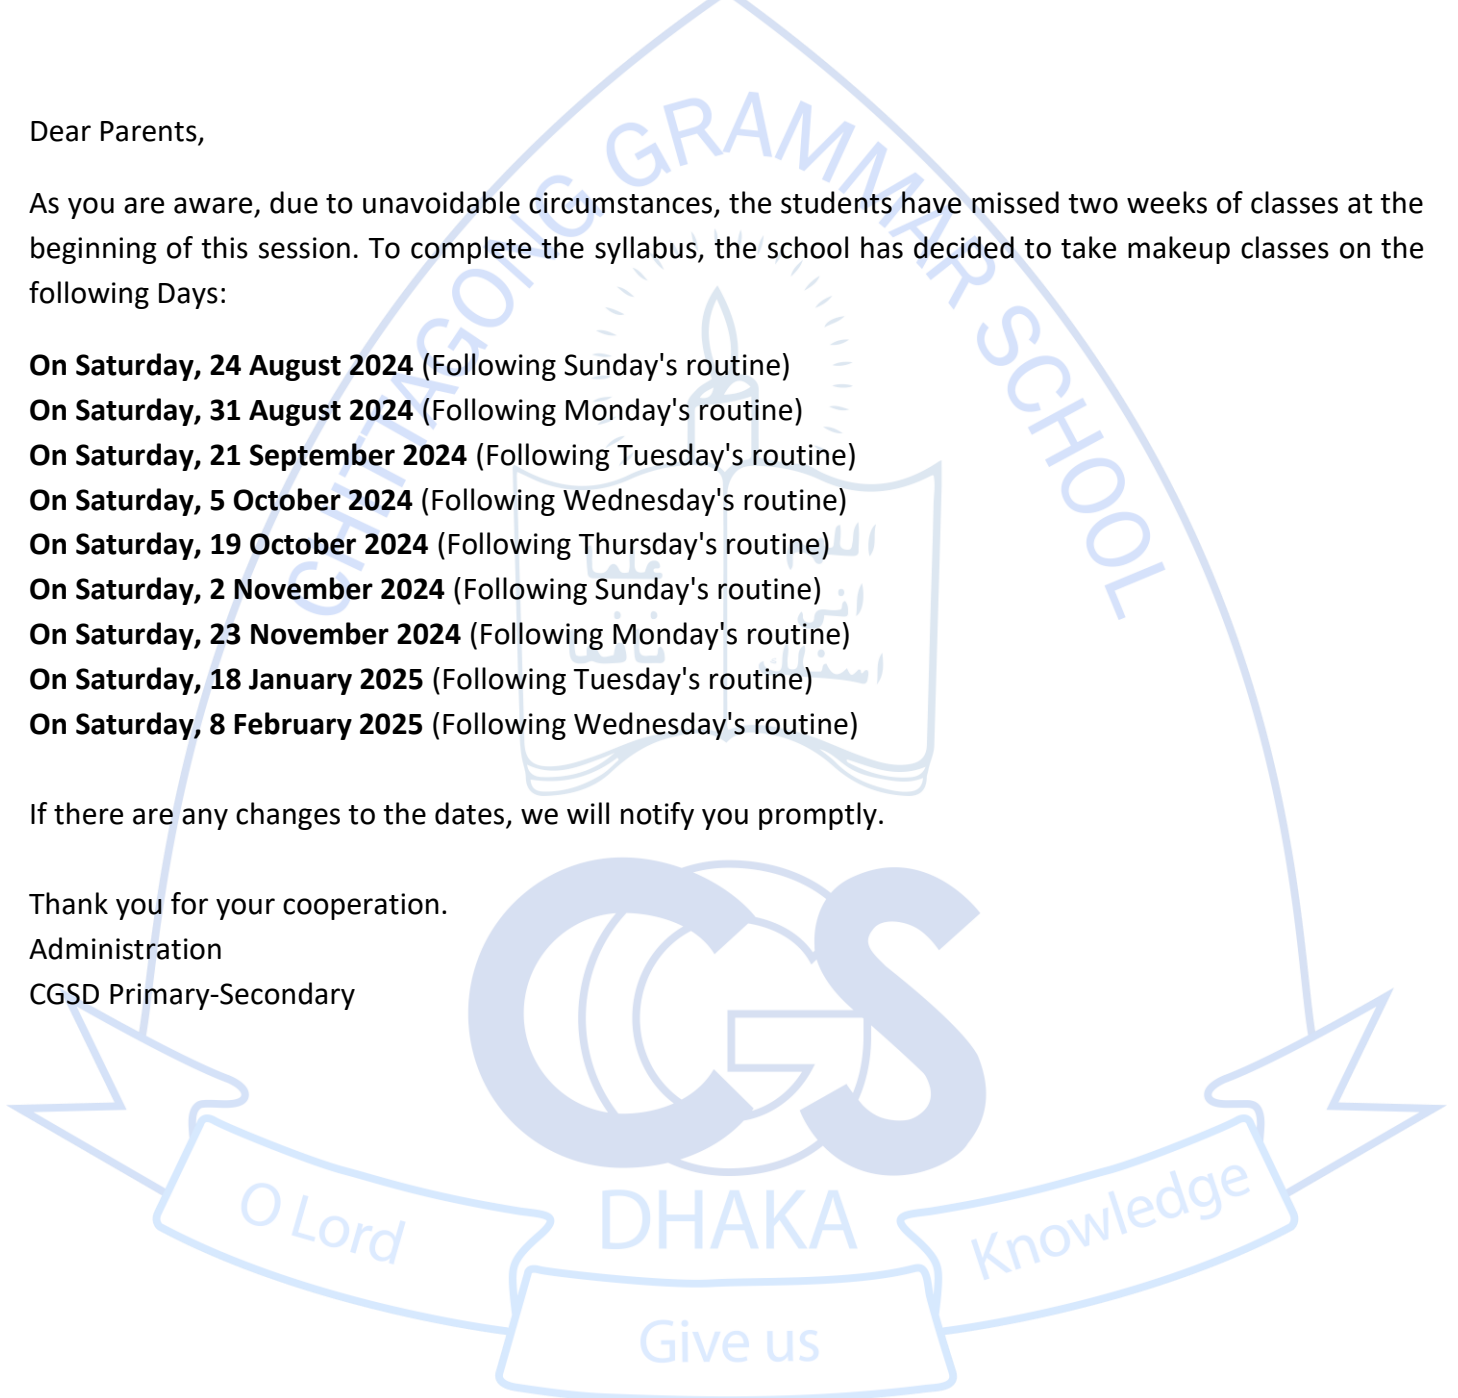 Dear Parents,
As you are aware, due to unavoidable circumstances, the students have missed two weeks of classes at the
beginning of this session. To complete the syllabus, the school has decided to take makeup classes on the
following Days:
On Saturday, 24 August 2024 (Following Sunday's routine)
On Saturday, 31 August 2024 (Following Monday's routine)
On Saturday, 21 September 2024 (Following Tuesday's routine)
On Saturday, 5 October 2024 (Following Wednesday's routine)
On Saturday, 19 October 2024 (Following Thursday's routine)
On Saturday, 2 November 2024 (Following Sunday's routine)
On Saturday, 23 November 2024 (Following Monday's routine)
On Saturday, 18 January 2025 (Following Tuesday's routine)
On Saturday, 8 February 2025 (Following Wednesday's routine)
If there are any changes to the dates, we will notify you promptly.
Thank you for your cooperation.
Administration
CGSD Primary-Secondary
CHITTAGONG GRAMMAR SCHOOL
اللهم
اني
اسئلك
علما
نافعا
CGS
DHAKA
O Lord
Give us
Knowledge